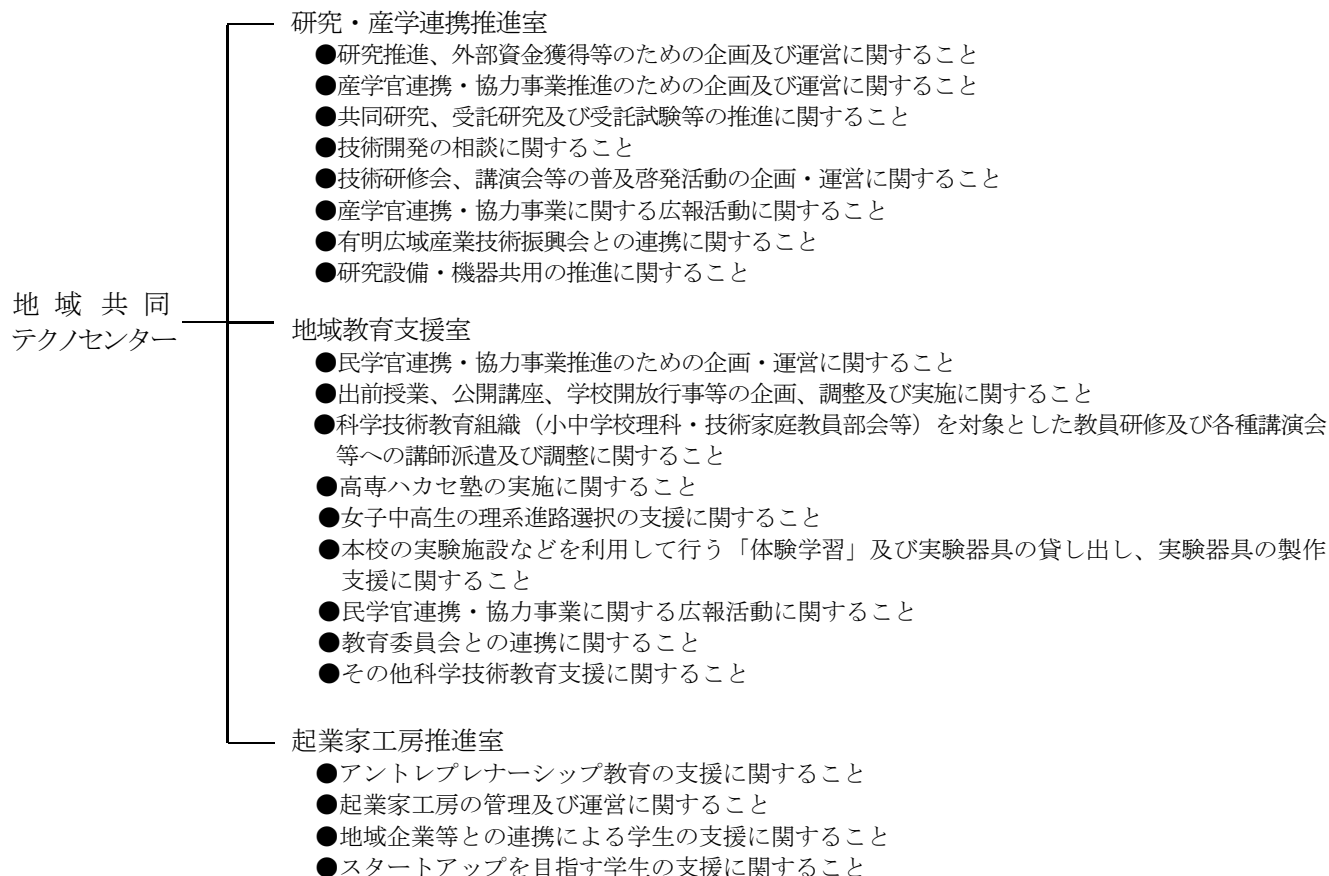 研究・産学連携推進室
●研究推進、外部資金獲得等のための企画及び運営に関すること
●産学官連携・協力事業推進のための企画及び運営に関すること
●共同研究、受託研究及び受託試験等の推進に関すること
●技術開発の相談に関すること
●技術研修会、講演会等の普及啓発活動の企画・運営に関すること
●産学官連携・協力事業に関する広報活動に関すること
●有明広域産業技術振興会との連携に関すること
●研究設備・機器共用の推進に関すること
地域共同
テクノセンター
地域教育支援室
●民学官連携・協力事業推進のための企画・運営に関すること
●出前授業、公開講座、学校開放行事等の企画、調整及び実施に関すること
●科学技術教育組織（小中学校理科・技術家庭教員部会等）を対象とした教員研修及び各種講演会
等への講師派遣及び調整に関すること
●高専ハカセ塾の実施に関すること
●女子中高生の理系進路選択の支援に関すること
●本校の実験施設などを利用して行う「体験学習」及び実験器具の貸し出し、実験器具の製作
支援に関すること
●民学官連携・協力事業に関する広報活動に関すること
●教育委員会との連携に関すること
●その他科学技術教育支援に関すること
起業家工房推進室
●アントレプレナーシップ教育の支援に関すること
●起業家工房の管理及び運営に関すること
●地域企業等との連携による学生の支援に関すること
●スタートアップを目指す学生の支援に関すること